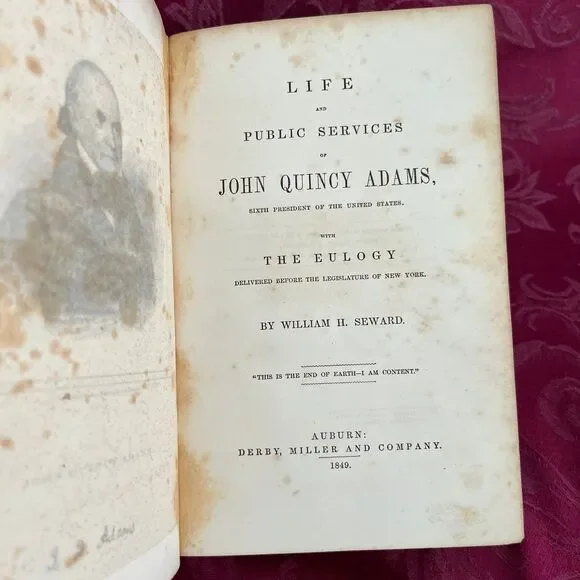 LIFE
AND
PUBLIC SERVICES
OF
JOHN QUINCY ADAMS,
SIXTH PRESIDENT OF THE UNITED STATES.
WITH
THE EULOGY
DELIVERED BEFORE THE LEGISLATURE OF NEW YORK.
BY WILLIAM H. SEWARD.
"THIS IS THE END OF EARTH—I AM CONTENT."
AUBURN:
DERBY, MILLER AND COMPANY.
1849.
Adams